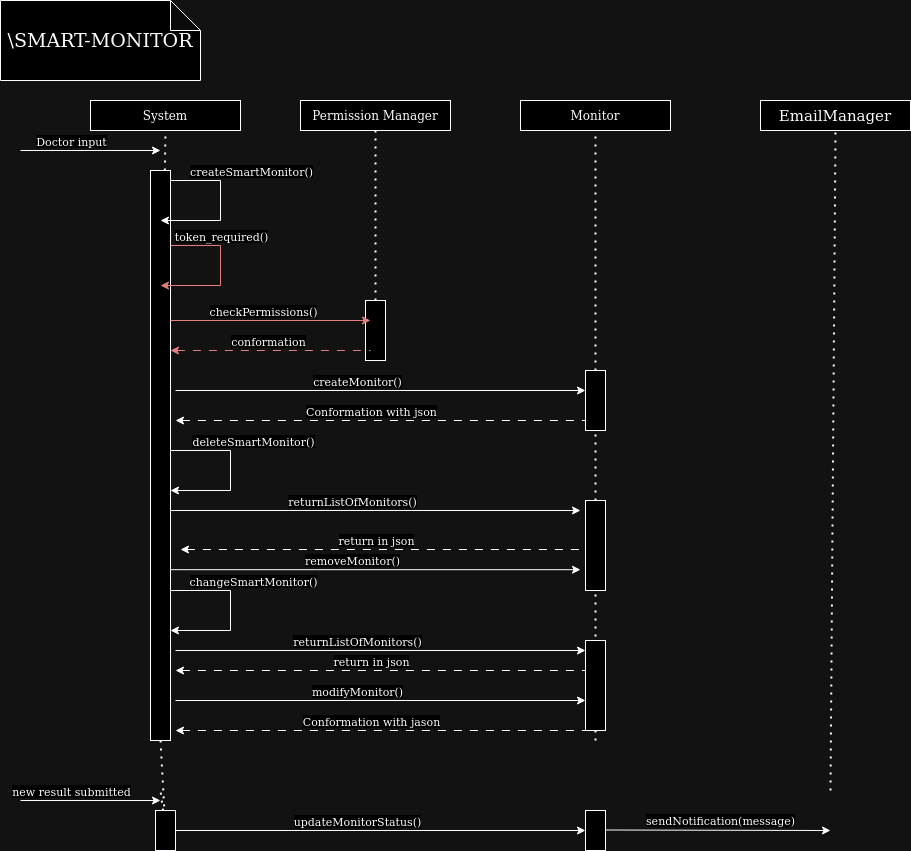 \SMART-MONITOR
System
Permission Manager
Monitor
EmailManager
Doctor input
createSmartMonitor()
token_required()
checkPermissions()
conformation
createMonitor()
Conformation with json
deleteSmartMonitor()
returnListOfMonitors()
return in json
removeMonitor()
changeSmartMonitor()
returnListOfMonitors()
return in json
modifyMonitor()
Conformation with jason
new result submitted
updateMonitorStatus()
sendNotification(message)